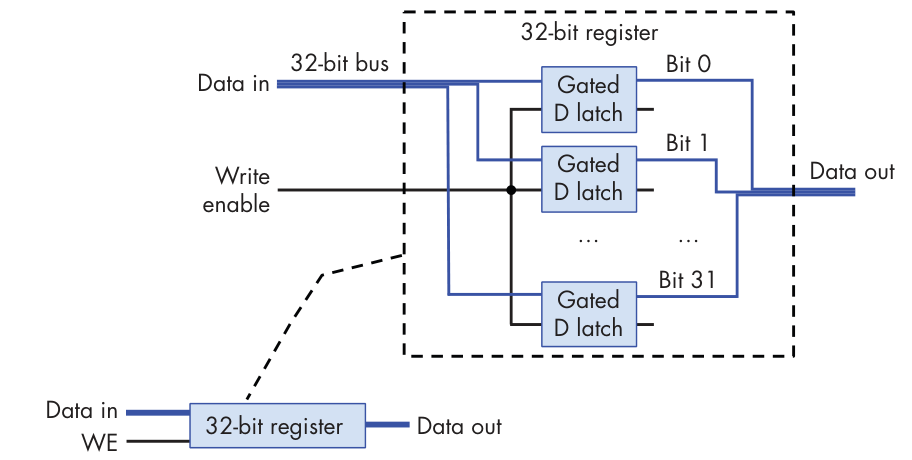 32-bit register
32-bit bus
Data in
Bit 0
Gated
D latch
Bit 1
Gated
D latch
Write
enable
Data out
...
...
Bit 31
Gated
D latch
Data in
WE
32-bit register
Data out